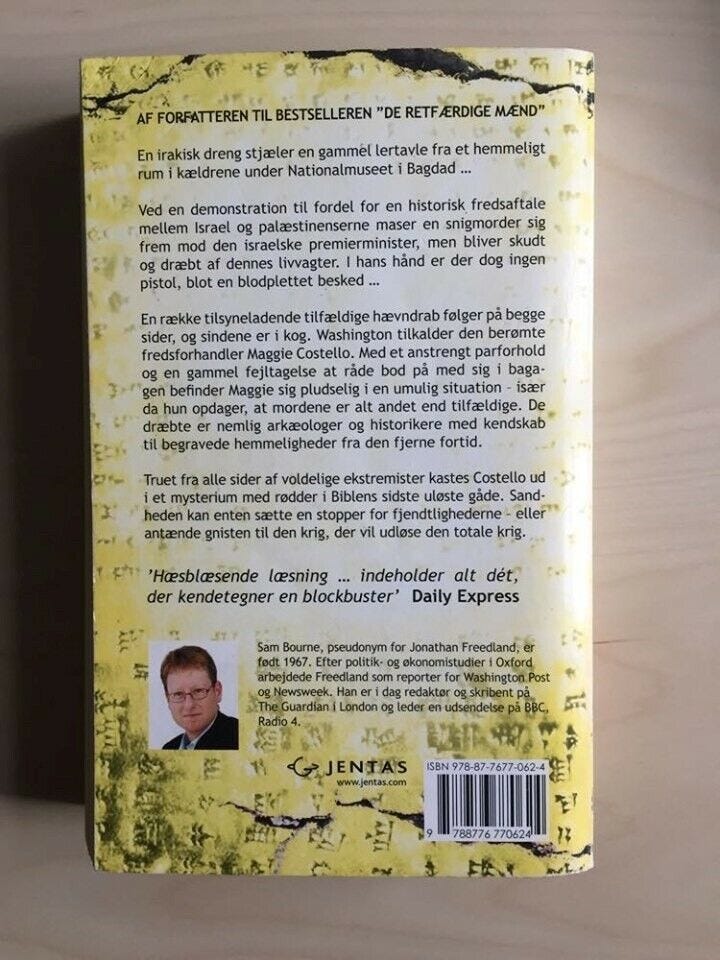 AF FORFATTEREN TIL BESTSELLEREN ”DE RETFÆRDIGE MÆND”
En irakisk dreng stjæler en gammel lertavle fra et hemmeligt
rum i kældrene under Nationalmuseet i Bagdad ...
Ved en demonstration til fordel for en historisk fredsaftale
mellem Israel og palæstinenserne maser en snigmorder sig
frem mod den israelske premierminister, men bliver skudt
og dræbt af dennes livvagter. I hans hånd er der dog ingen
pistol, blot en blodplettet besked ...
En række tilsyneladende tilfældige hævndrab følger på begge
sider, og sindene er i kog. Washington tilkalder den berømte
fredsforhandler Maggie Costello. Med et anstrengt parforhold
og en gammel fejltagelse at råde bod på med sig i baga-
gen befinder Maggie sig pludselig i en umulig situation – især
da hun opdager, at mordene er alt andet end tilfældige. De
dræbte er nemlig arkæologer og historikere med kendskab
til begravede hemmeligheder fra den fjerne fortid.
Truet fra alle sider af voldelige ekstremister kastes Costello ud
i et mysterium med rødder i Biblens sidste uløste gåde. Sand-
heden kan enten sætte en stopper for fjendtlighederne – eller
antænde gnisten til den krig, der vil udløse den totale krig.
’Hæsblæsende læsning ... indeholder alt dét,
der kendetegner en blockbuster’ Daily Express
Sam Bourne, pseudonym for Jonathan Freedland, er
født 1967. Efter politik- og økonomistudier i Oxford
arbejdede Freedland som reporter for Washington Post
og Newsweek. Han er i dag redaktør og skribent på
The Guardian i London og leder en udsendelse på BBC,
Radio 4.
JENTAS
www.jentas.com
ISBN 978-87-7677-062-4
9 788776 770624